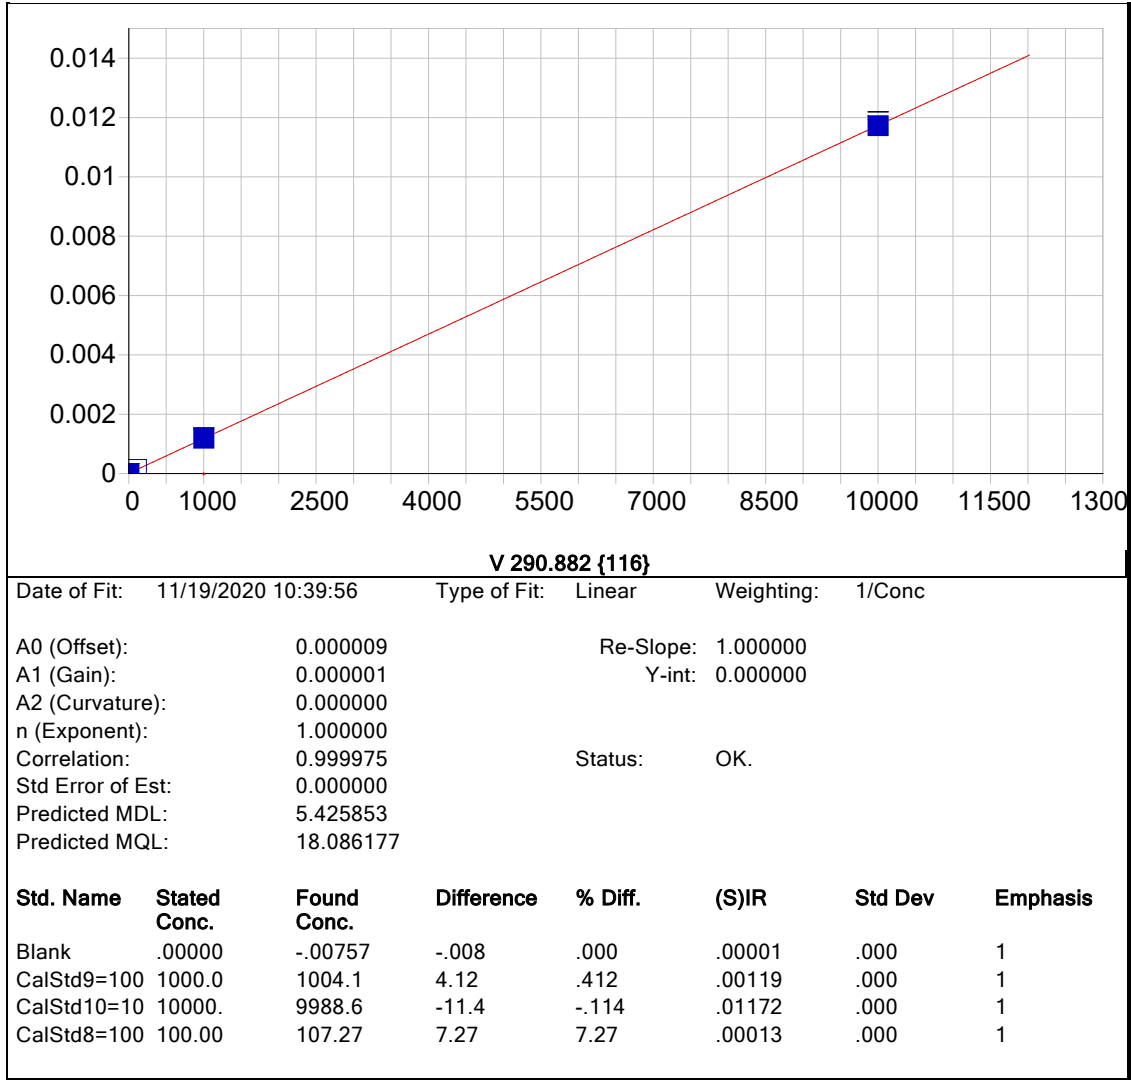 0.014
0.012
0.01
0.008
0.006
0.004
0.002
0
0 1000 2500 4000 5500 7000 8500 10000 11500 1300
V 290.882 {116}
Date of Fit: 11/19/2020 10:39:56 Type of Fit: Linear Weighting: 1/Conc
A0 (Offset): 0.000009 Re-Slope: 1.000000
A1 (Gain): 0.000001 Y-int: 0.000000
A2 (Curvature): 0.000000
n (Exponent): 1.000000
Correlation: 0.999975 Status: OK.
Std Error of Est: 0.000000
Predicted MDL: 5.425853
Predicted MQL: 18.086177
Std. Name Stated Found Difference % Diff. (S)IR Std Dev Emphasis
Conc. Conc.
Blank .00000 -.00757 -.008 .000 .00001 .000 1
CalStd9=100 1000.0 1004.1 4.12 .412 .00119 .000 1
CalStd10=10 10000. 9988.6 -11.4 -.114 .01172 .000 1
CalStd8=100 100.00 107.27 7.27 7.27 .00013 .000 1